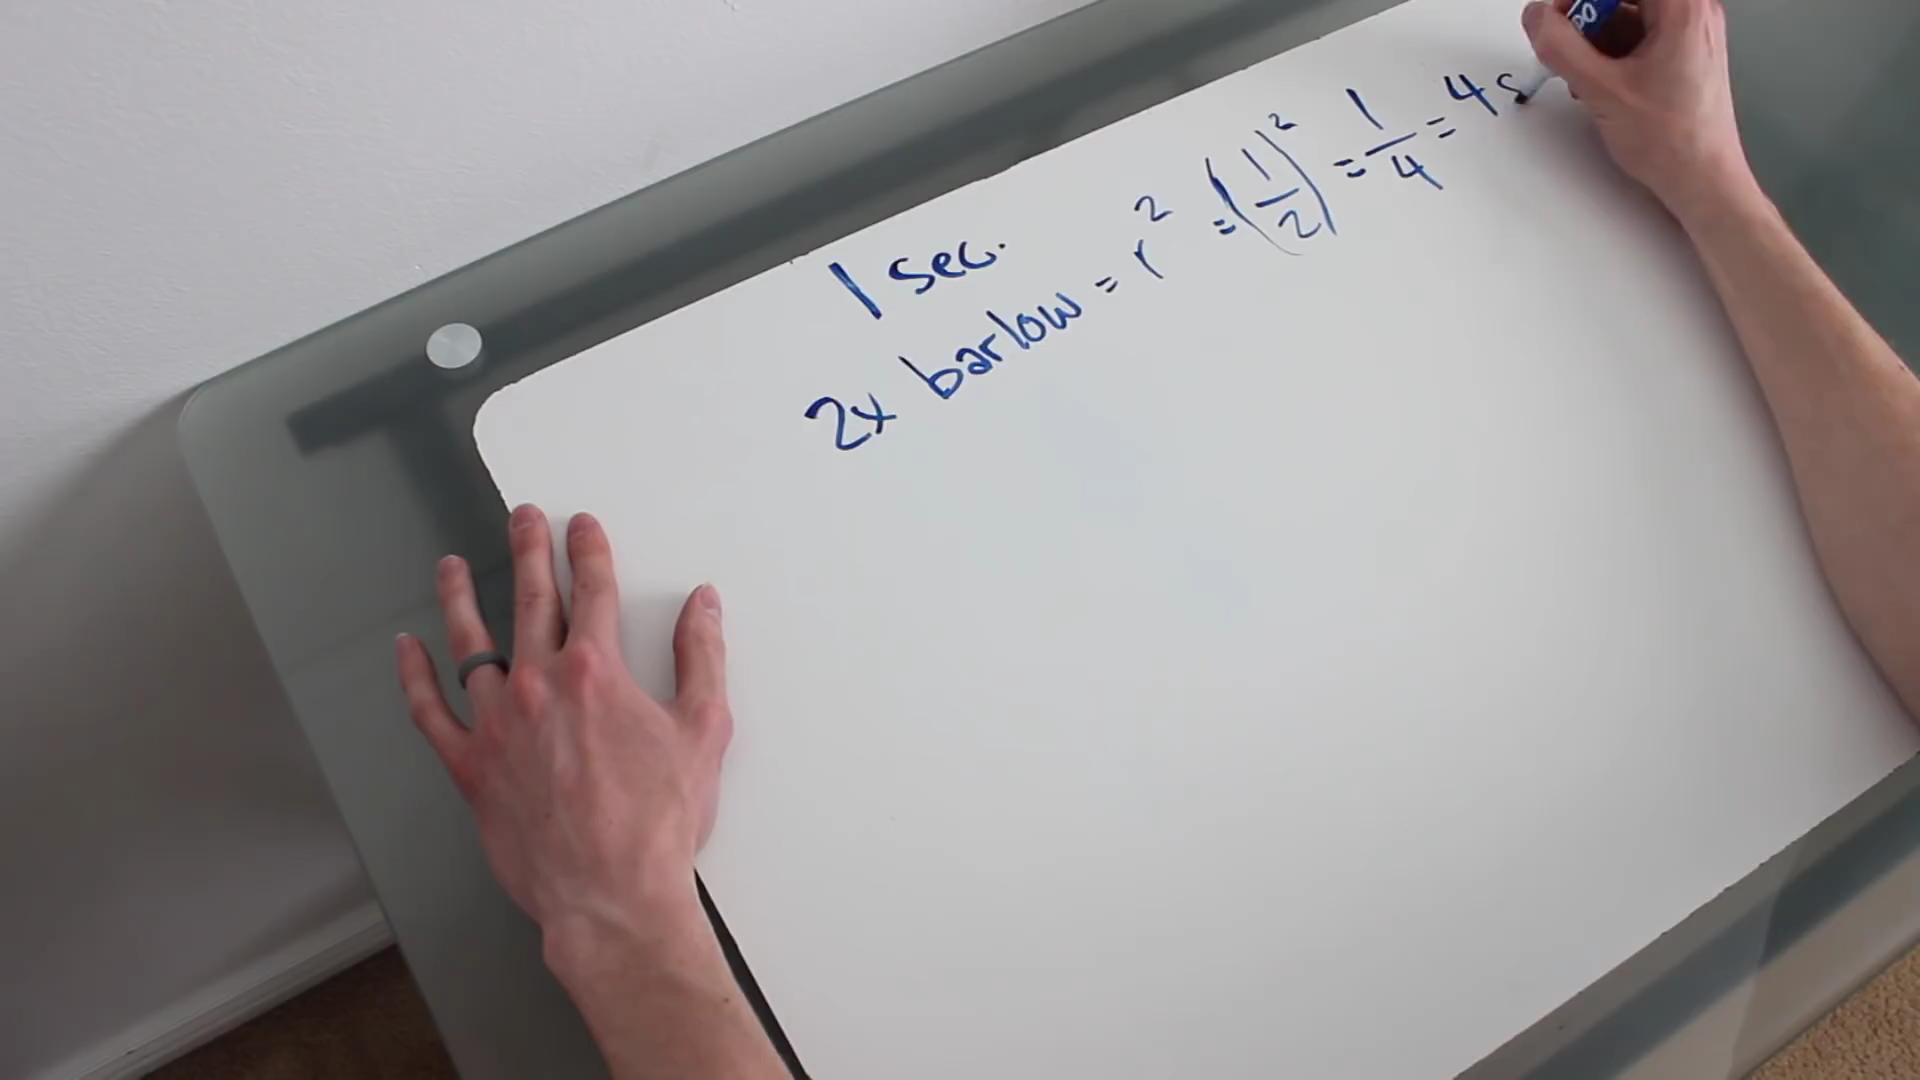 1 sec.
2x barlow = r² = (1/2)² = 1/4 = 4s